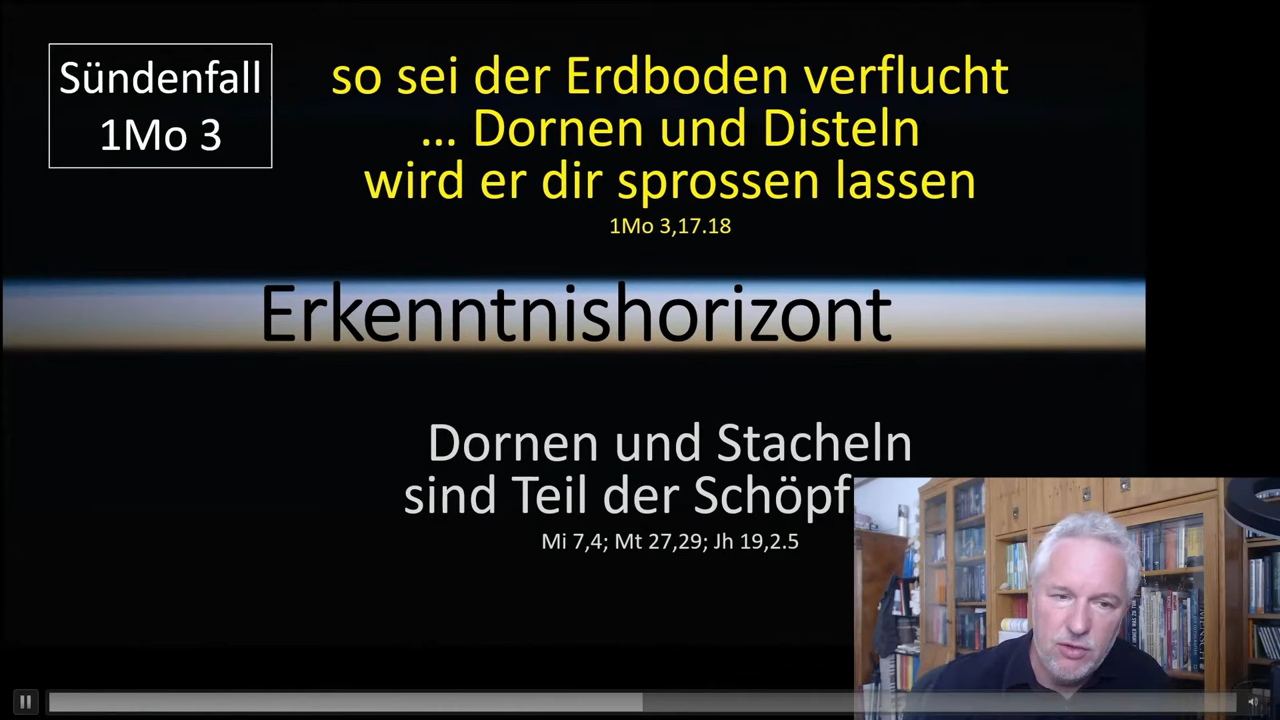 Sündenfall
1Mo 3
so sei der Erdboden verflucht
... Dornen und Disteln
wird er dir sprossen lassen
1Mo 3,17.18
Erkenntnishorizont
Dornen und Stacheln
sind Teil der Schöpf
Mi 7,4; Mt 27,29; Jh 19,2.5